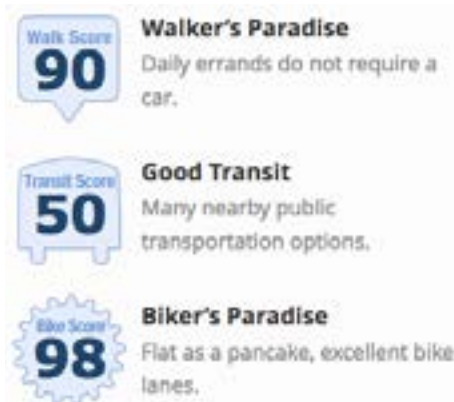 Walk Score
90
Walker's Paradise
Daily errands do not require a
car.
Transit Score
50
Good Transit
Many nearby public
transportation options.
Bike Score
98
Biker's Paradise
Flat as a pancake, excellent bike
lanes.